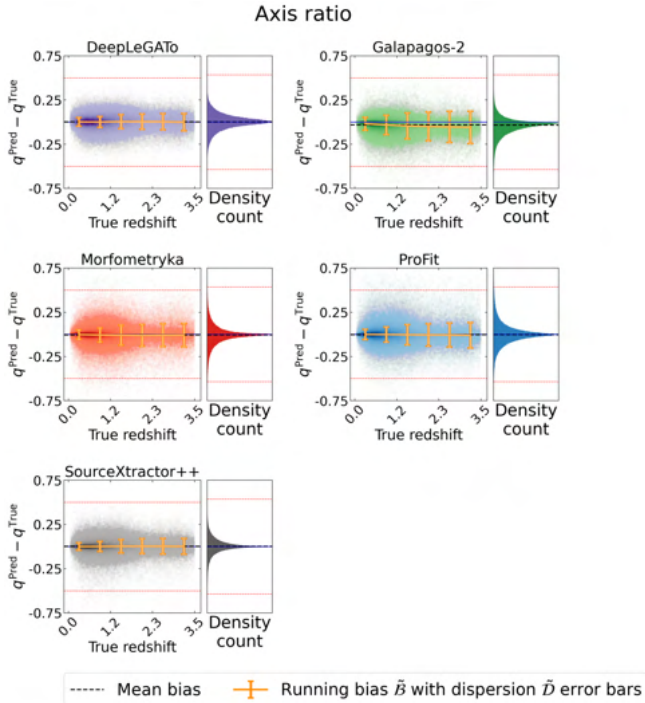 Axis ratio
DeepLeGATo
Galapagos-2
0.75
0.25
-0.25
-0.75
q^Pred − q^True
0.0
1.2
2.3
3.5
True redshift
Density
count
0.75
0.25
-0.25
-0.75
q^Pred − q^True
0.0
1.2
2.3
3.5
True redshift
Density
count
Morfometryka
ProFit
0.75
0.25
-0.25
-0.75
q^Pred − q^True
0.0
1.2
2.3
3.5
True redshift
Density
count
0.75
0.25
-0.25
-0.75
q^Pred − q^True
0.0
1.2
2.3
3.5
True redshift
Density
count
SourceXtractor++
0.75
0.25
-0.25
-0.75
q^Pred − q^True
0.0
1.2
2.3
3.5
True redshift
Density
count
Mean bias
Running bias B̃ with dispersion D̃ error bars